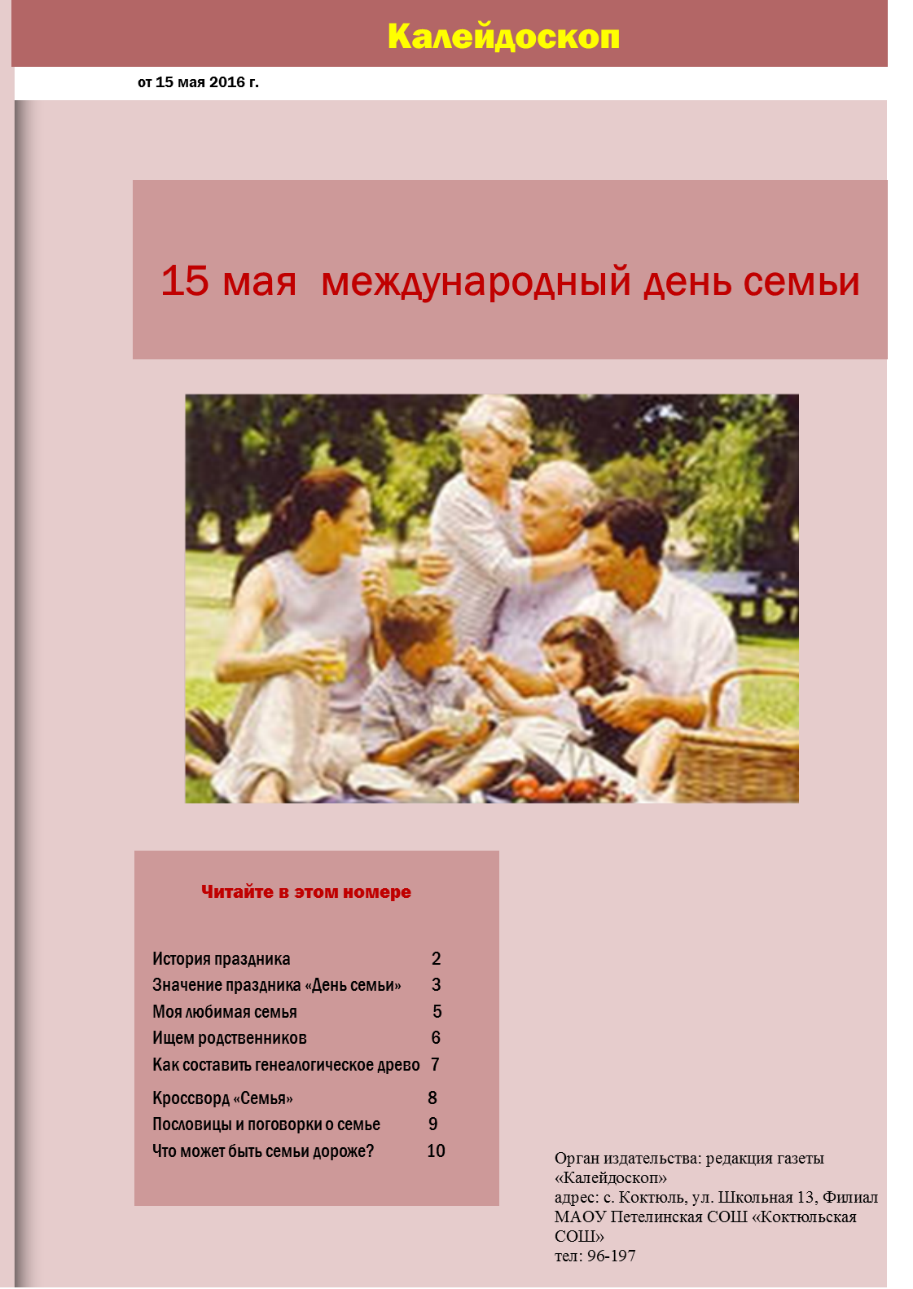 Калейдоскоп
от 15 мая 2016 г.
15 мая  международный день семьи
Читайте в этом номере
История праздника 2
Значение праздника «День семьи» 3
Моя любимая семья 5
Ищем родственников 6
Как составить генеалогическое древо 7
Кроссворд «Семья» 8
Пословицы и поговорки о семье 9
Что может быть семьи дороже? 10
Орган издательства: редакция газеты
«Калейдоскоп»
адрес: с. Коктюль, ул. Школьная 13, Филиал
МАОУ Петелинская СОШ «Коктюльская
СОШ»
тел: 96-197